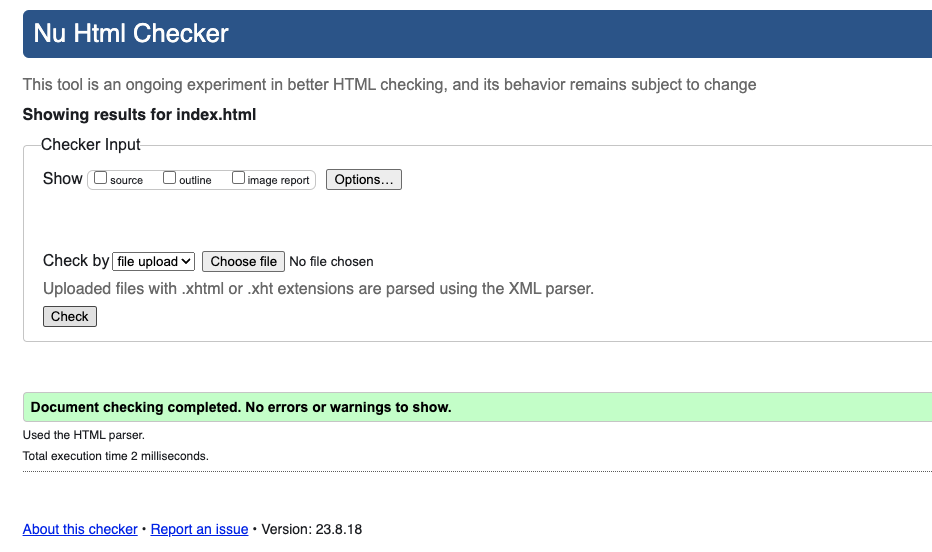 Nu Html Checker
This tool is an ongoing experiment in better HTML checking, and its behavior remains subject to change
Showing results for index.html
Checker Input
Show source outline image report Options...
Check by file upload Choose file No file chosen
Uploaded files with .xhtml or .xht extensions are parsed using the XML parser.
Check
Document checking completed. No errors or warnings to show.
Used the HTML parser.
Total execution time 2 milliseconds.
About this checker • Report an issue • Version: 23.8.18